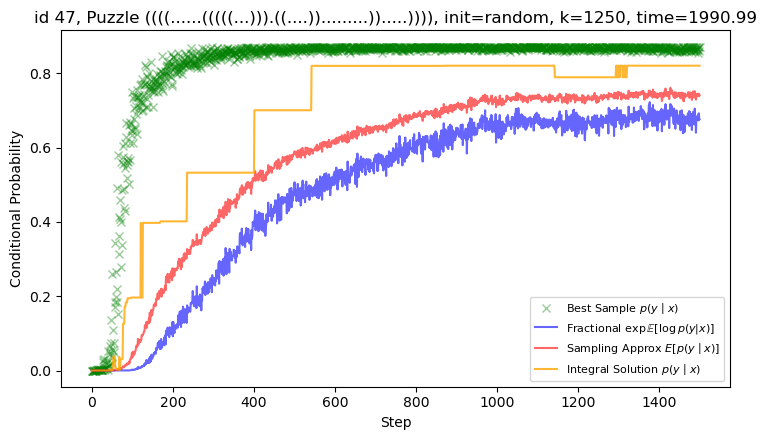 id 47, Puzzle ((((......(((((...))).((....)).........)).....)))), init=random, k=1250, time=1990.99
Conditional Probability
0.8
0.6
0.4
0.2
0.0
Best Sample p(y | x)
Fractional exp 𝔼[log p(y|x)]
Sampling Approx E[p(y | x)]
Integral Solution p(y | x)
0 200 400 600 800 1000 1200 1400
Step